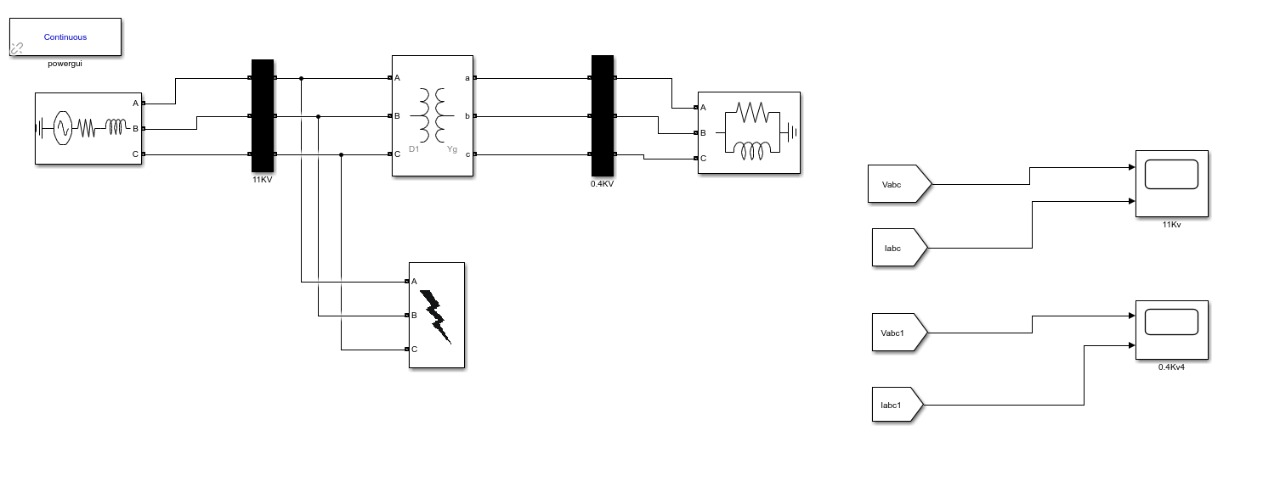 Continuous
powergui
A
B
C
11KV
A
B
C
D1
Yg
a
b
c
0.4KV
A
B
C
A
B
C
Vabc
Iabc
11Kv
Vabc1
Iabc1
0.4Kv4